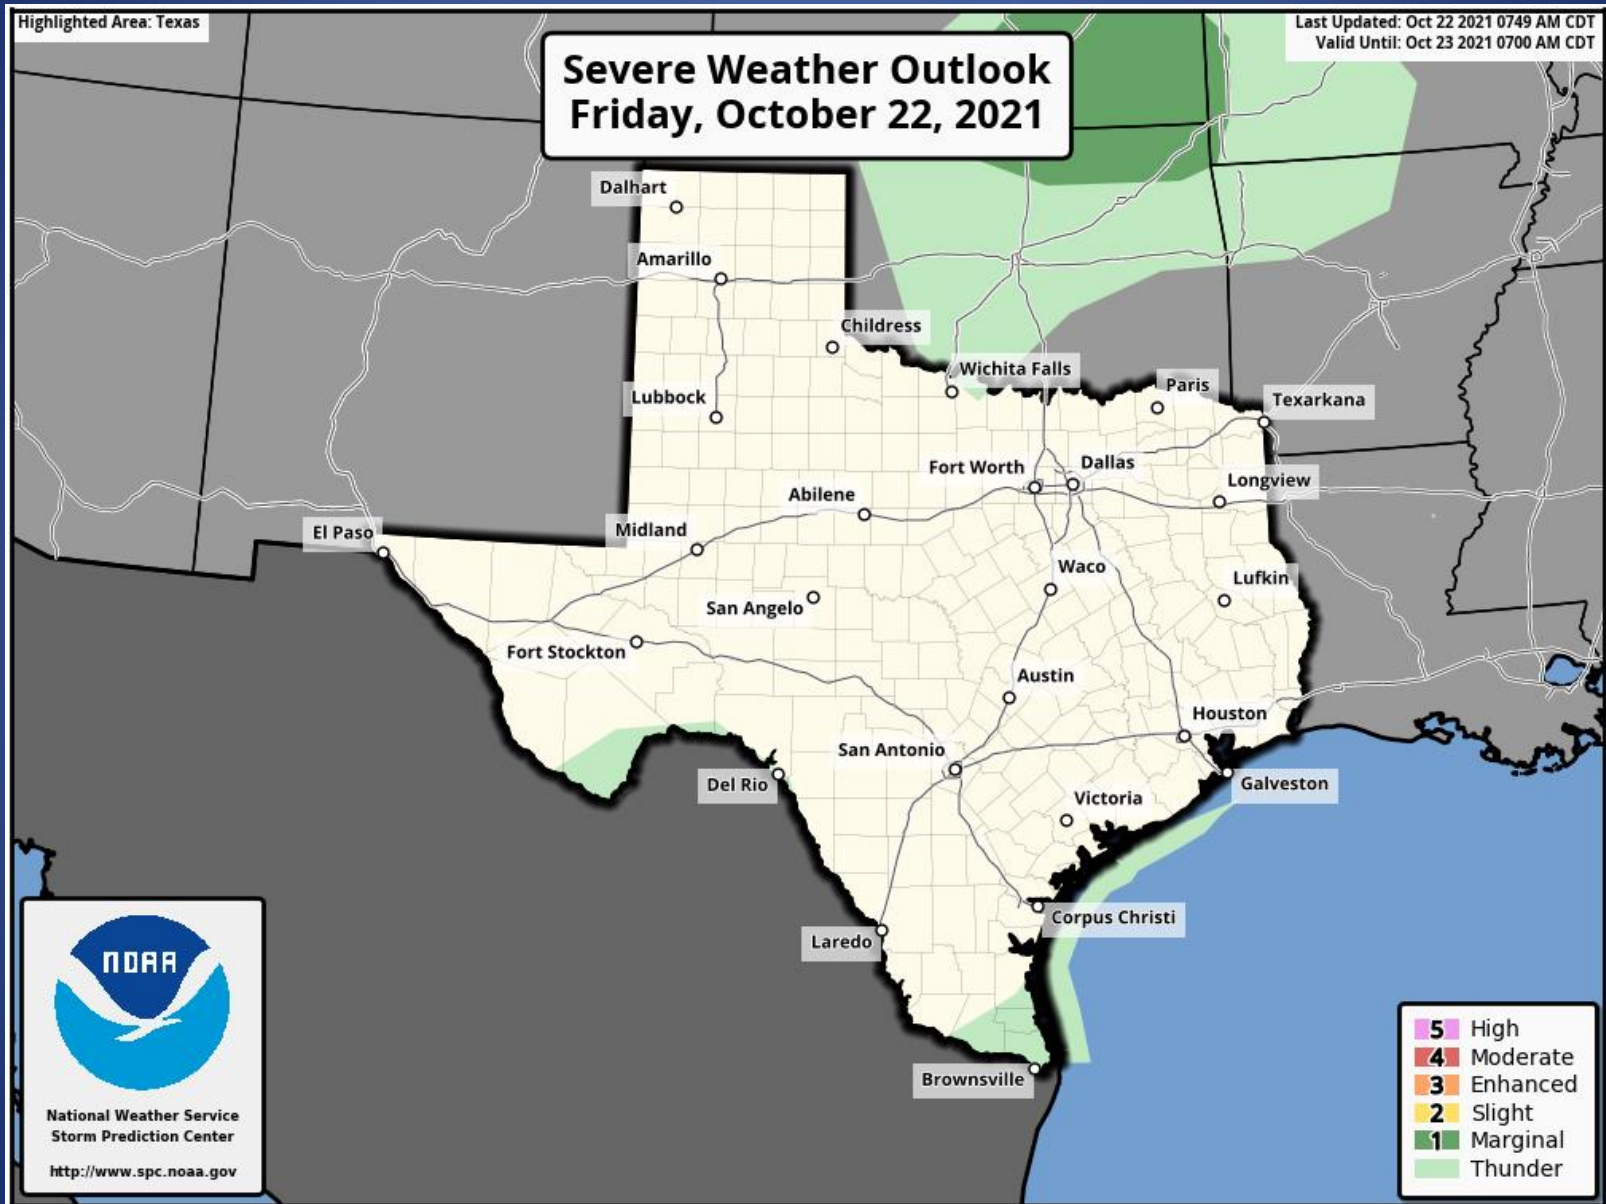 Highlighted Area: Texas
Last Updated: Oct 22 2021 0749 AM CDT
Valid Until: Oct 23 2021 0700 AM CDT
Severe Weather Outlook
Friday, October 22, 2021
Dalhart
Amarillo
Childress
Wichita Falls
Paris
Lubbock
Texarkana
Fort Worth
Dallas
Longview
Abilene
El Paso
Midland
Waco
Lufkin
San Angelo
Fort Stockton
Austin
Houston
San Antonio
Del Rio
Galveston
Victoria
Corpus Christi
Laredo
Brownsville
NOAA
National Weather Service
Storm Prediction Center
http://www.spc.noaa.gov
5 High
4 Moderate
3 Enhanced
2 Slight
1 Marginal
Thunder